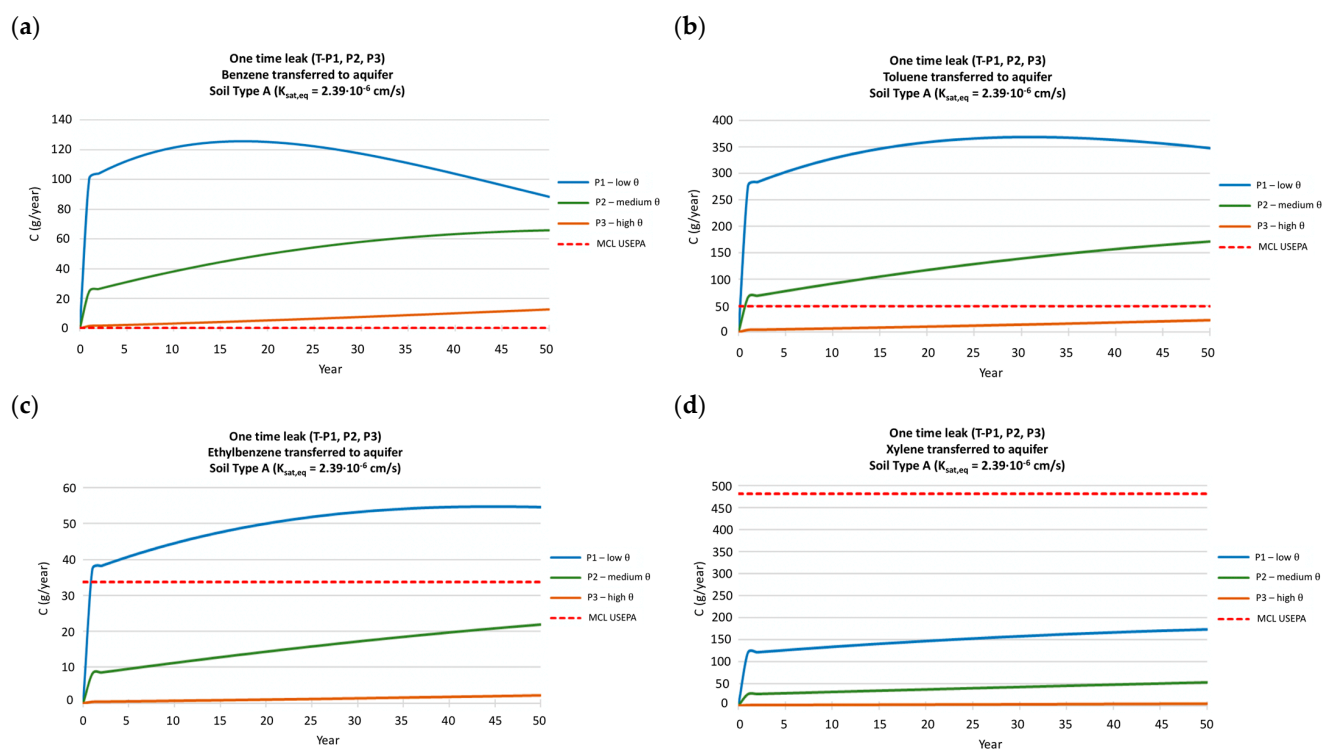 (a)
One time leak (T-P1, P2, P3)
Benzene transferred to aquifer
Soil Type A (Ksat,eq = 2.39·10-6 cm/s)
C (g/year)
140
120
100
80
60
40
20
0
0 5 10 15 20 25 30 35 40 45 50
Year
P1 – low θ
P2 – medium θ
P3 – high θ
MCL USEPA
(b)
One time leak (T-P1, P2, P3)
Toluene transferred to aquifer
Soil Type A (Ksat,eq = 2.39·10-6 cm/s)
C (g/year)
400
350
300
250
200
150
100
50
0
0 5 10 15 20 25 30 35 40 45 50
Year
P1 – low θ
P2 – medium θ
P3 – high θ
MCL USEPA
(c)
One time leak (T-P1, P2, P3)
Ethylbenzene transferred to aquifer
Soil Type A (Ksat,eq = 2.39·10-6 cm/s)
C (g/year)
60
50
40
30
20
10
0
0 5 10 15 20 25 30 35 40 45 50
Year
P1 – low θ
P2 – medium θ
P3 – high θ
MCL USEPA
(d)
One time leak (T-P1, P2, P3)
Xylene transferred to aquifer
Soil Type A (Ksat,eq = 2.39·10-6 cm/s)
C (g/year)
500
450
400
350
300
250
200
150
100
50
0
0 5 10 15 20 25 30 35 40 45 50
Year
P1 – low θ
P2 – medium θ
P3 – high θ
MCL USEPA